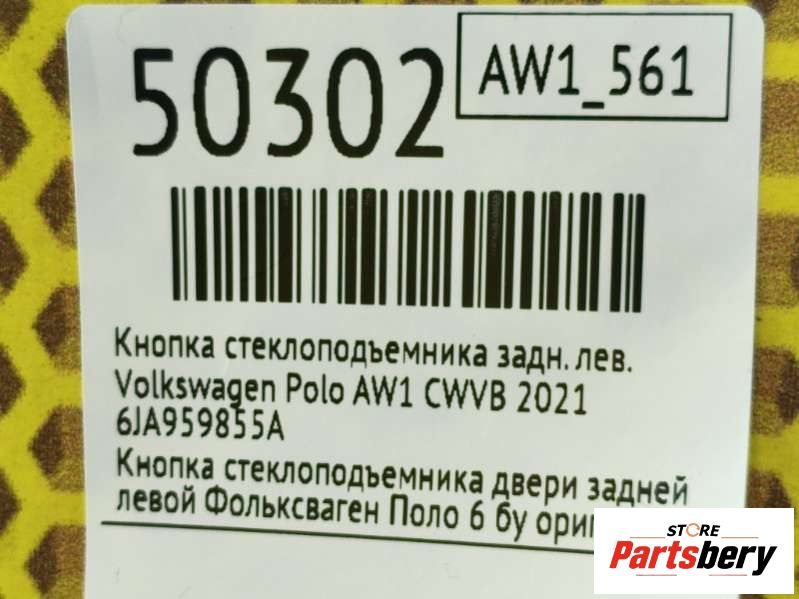 50302
AW1_561
Кнопка стеклоподъемника задн. лев.
Volkswagen Polo AW1 CWVB 2021
6JA959855A
Кнопка стеклоподъемника двери задней
левой Фольксваген Поло 6 бу
STORE
Partsbery